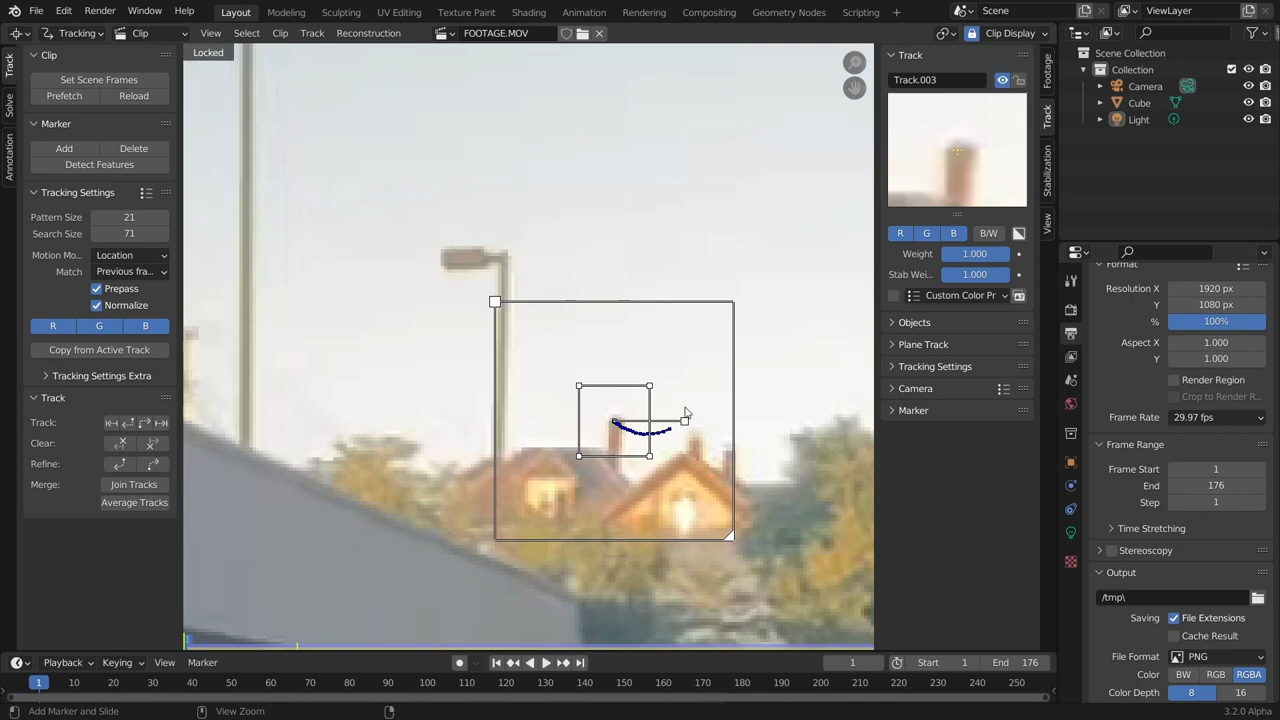 File Edit Render Window Help Layout Modeling Sculpting UV Editing Texture Paint Shading Animation Rendering Compositing Geometry Nodes Scripting + Scene ViewLayer
Tracking Clip View Select Clip Track Reconstruction FOOTAGE.MOV Clip Display
Locked
Track
Solve
Annotation
Clip
Set Scene Frames
Prefetch Reload
Marker
Add Delete
Detect Features
Tracking Settings
Pattern Size 21
Search Size 71
Motion Mo... Location
Match Previous fra...
Prepass
Normalize
R G B
Copy from Active Track
Tracking Settings Extra
Track
Track:
Clear:
Refine:
Merge: Join Tracks
Average Tracks
Track
Track.003
R G B B/W
Weight 1.000
Stab Wei... 1.000
Custom Color Pr
Objects
Plane Track
Tracking Settings
Camera
Marker
Footage
Track
Stabilization
View
Scene Collection
Collection
Camera
Cube
Light
Format
Resolution X 1920 px
Y 1080 px
% 100%
Aspect X 1.000
Y 1.000
Render Region
Crop to Render R...
Frame Rate 29.97 fps
Frame Range
Frame Start 1
End 176
Step 1
Time Stretching
Stereoscopy
Output
/tmp\
Saving File Extensions
Cache Result
File Format PNG
Color BW RGB RGBA
Color Depth 8 16
Playback Keying View Marker 1 Start 1 End 176
1 10 20 30 40 50 60 70 80 90 100 110 120 130 140 150 160 170 180 190 200 210 220 230 240 250
Add Marker and Slide View Zoom 3.2.0 Alpha